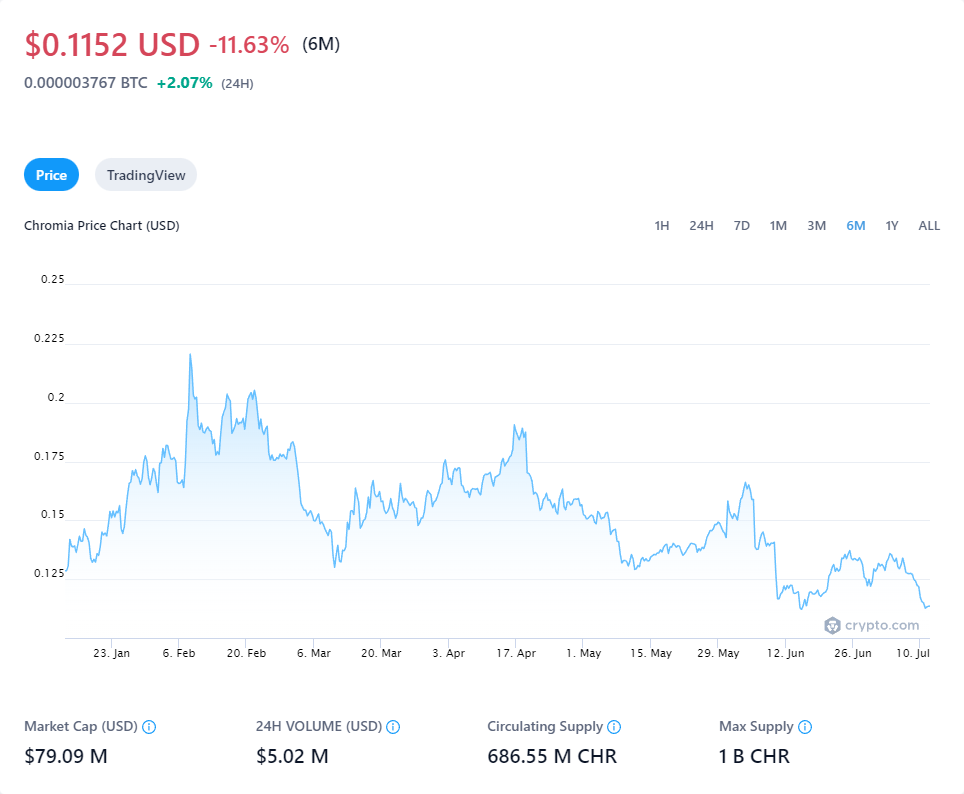 $0.1152 USD -11.63% (6M)
0.000003767 BTC +2.07% (24H)
Price TradingView
Chromia Price Chart (USD) 1H 24H 7D 1M 3M 6M 1Y ALL
0.25
0.225
0.2
0.175
0.15
0.125
crypto.com
23. Jan 6. Feb 20. Feb 6. Mar 20. Mar 3. Apr 17. Apr 1. May 15. May 29. May 12. Jun 26. Jun 10. Jul
Market Cap (USD) 24H VOLUME (USD) Circulating Supply Max Supply
$79.09 M $5.02 M 686.55 M CHR 1 B CHR